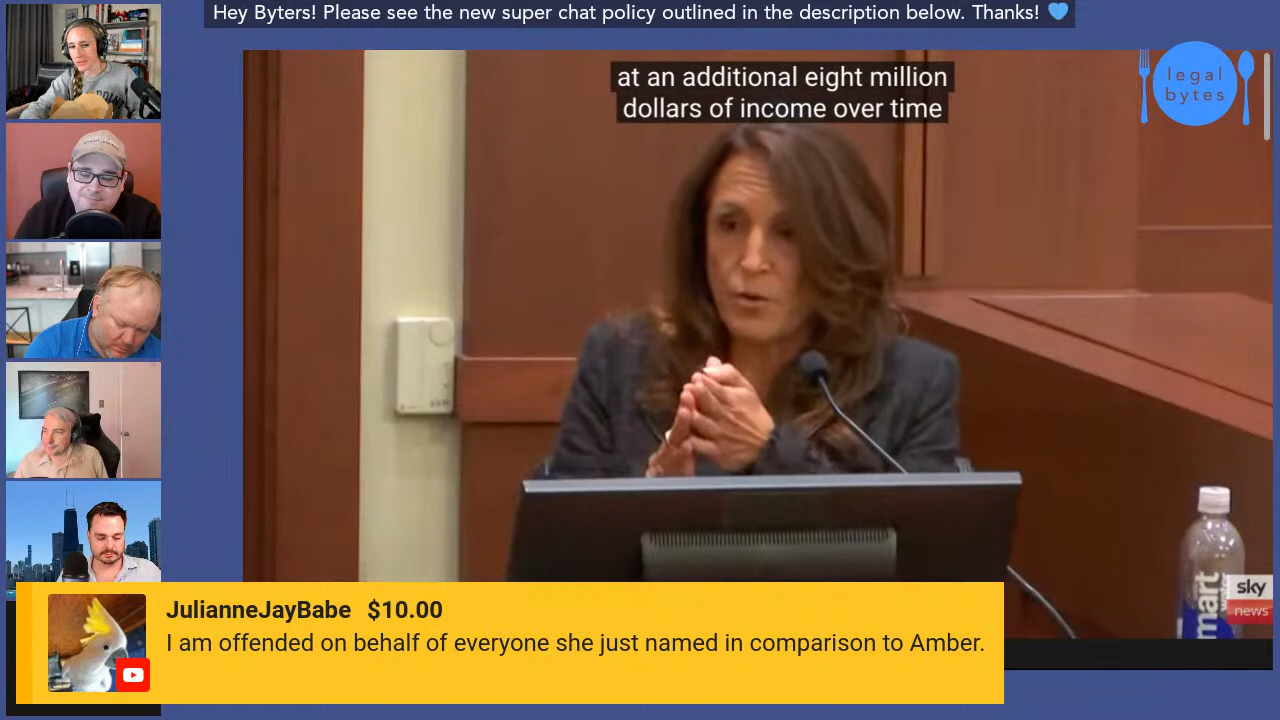 Hey Byters! Please see the new super chat policy outlined in the description below. Thanks! 💙
at an additional eight million
dollars of income over time
legal
bytes
sky
news
mart
JulianneJayBabe $10.00
I am offended on behalf of everyone she just named in comparison to Amber.